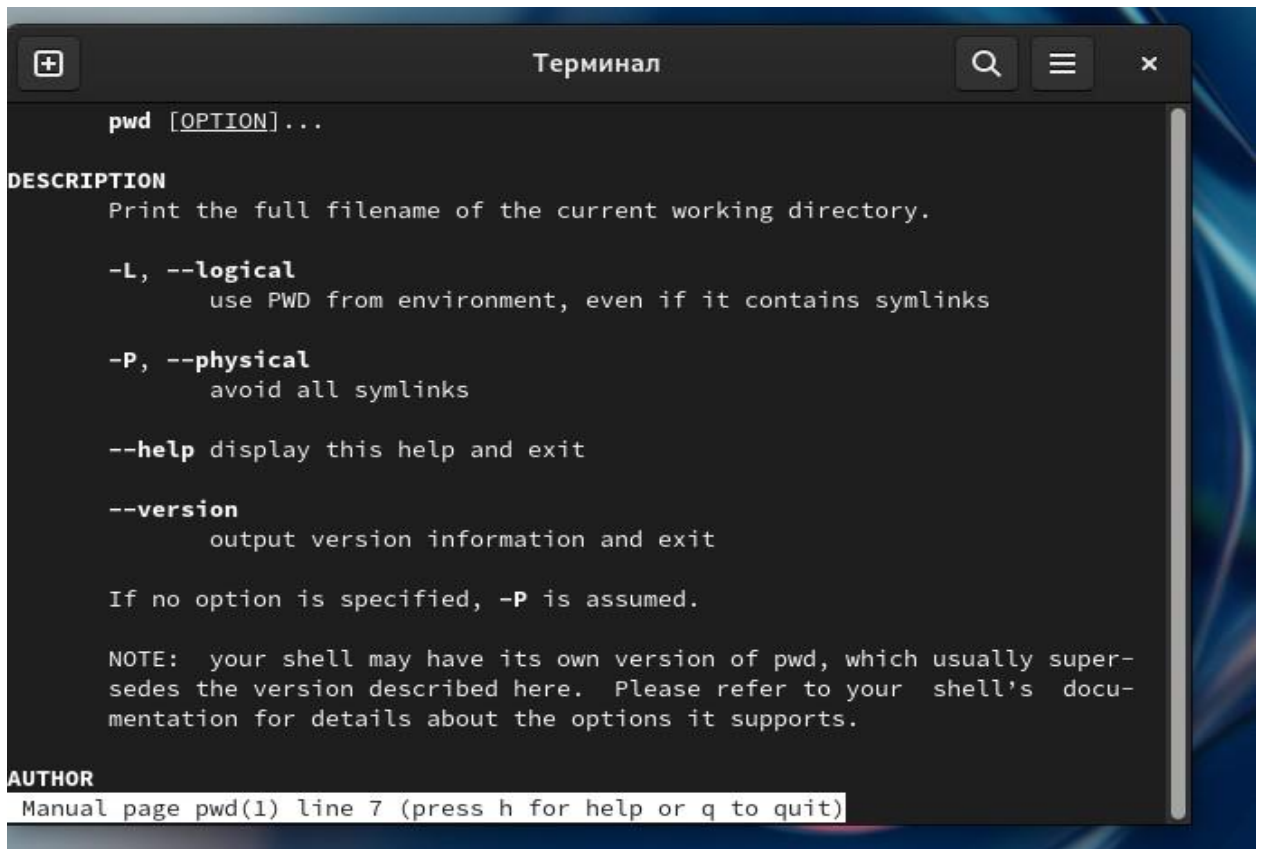 Терминал
pwd [OPTION]...
DESCRIPTION
Print the full filename of the current working directory.
-L, --logical
use PWD from environment, even if it contains symlinks
-P, --physical
avoid all symlinks
--help display this help and exit
--version
output version information and exit
If no option is specified, -P is assumed.
NOTE:  your shell may have its own version of pwd, which usually super-
sedes the version described here.  Please refer to your  shell’s  docu-
mentation for details about the options it supports.
AUTHOR
Manual page pwd(1) line 7 (press h for help or q to quit)